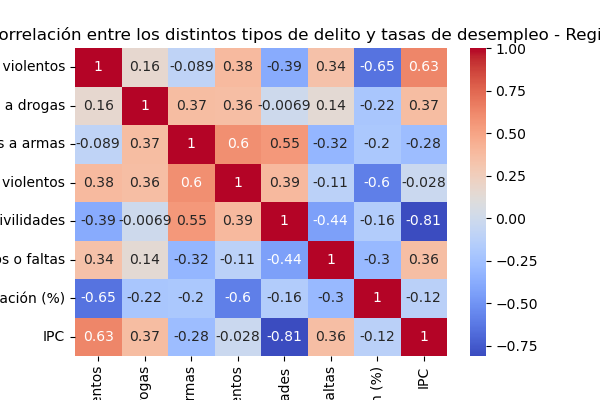 orrelación entre los distintos tipos de delito y tasas de desempleo - Regi
violentos 1 0.16 -0.089 0.38 -0.39 0.34 -0.65 0.63
a drogas 0.16 1 0.37 0.36 -0.0069 0.14 -0.22 0.37
s a armas -0.089 0.37 1 0.6 0.55 -0.32 -0.2 -0.28
violentos 0.38 0.36 0.6 1 0.39 -0.11 -0.6 -0.028
ivilidades -0.39 -0.0069 0.55 0.39 1 -0.44 -0.16 -0.81
os o faltas 0.34 0.14 -0.32 -0.11 -0.44 1 -0.3 0.36
ación (%) -0.65 -0.22 -0.2 -0.6 -0.16 -0.3 1 -0.12
IPC 0.63 0.37 -0.28 -0.028 -0.81 0.36 -0.12 1
entos
rogas
rmas
entos
ades
altas
n (%)
IPC
1.00
0.75
0.50
0.25
0.00
−0.25
−0.50
−0.75